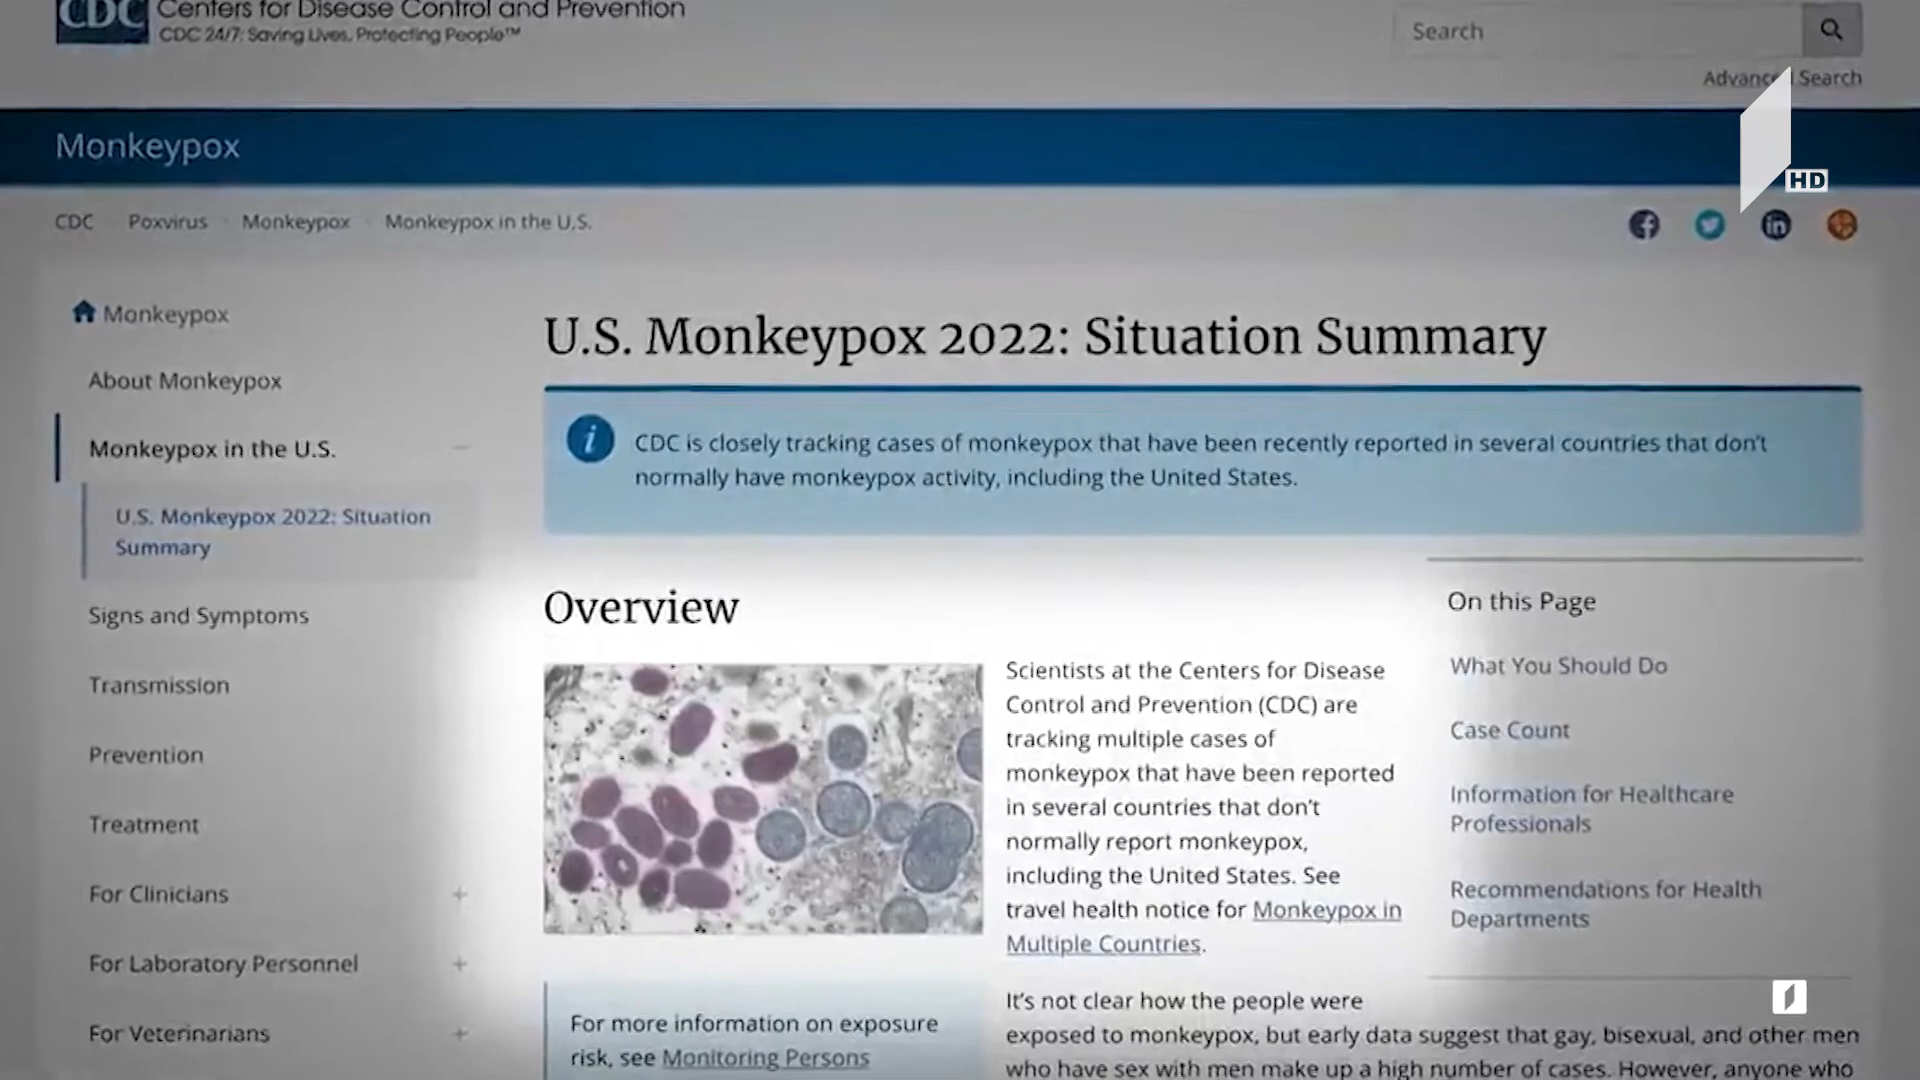 CDC Centers for Disease Control and Prevention
CDC 24/7: Saving Lives, Protecting People™
Search
Advanced Search
HD
Monkeypox
CDC Poxvirus Monkeypox Monkeypox in the U.S.
Monkeypox
About Monkeypox
Monkeypox in the U.S.
U.S. Monkeypox 2022: Situation
Summary
Signs and Symptoms
Transmission
Prevention
Treatment
For Clinicians
For Laboratory Personnel
For Veterinarians
U.S. Monkeypox 2022: Situation Summary
CDC is closely tracking cases of monkeypox that have been recently reported in several countries that don't
normally have monkeypox activity, including the United States.
Overview
Scientists at the Centers for Disease
Control and Prevention (CDC) are
tracking multiple cases of
monkeypox that have been reported
in several countries that don't
normally report monkeypox,
including the United States. See
travel health notice for Monkeypox in
Multiple Countries.
It's not clear how the people were
exposed to monkeypox, but early data suggest that gay, bisexual, and other men
who have sex with men make up a high number of cases. However, anyone who
For more information on exposure
risk, see Monitoring Persons
On this Page
What You Should Do
Case Count
Information for Healthcare
Professionals
Recommendations for Health
Departments